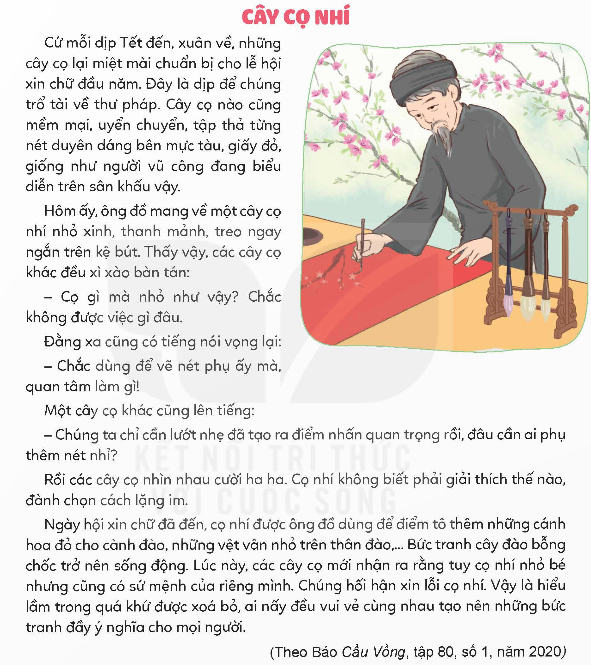 CÂY CỌ NHÍ
Cứ mỗi dịp Tết đến, xuân về, những
cây cọ lại miệt mài chuẩn bị cho lễ hội
xin chữ đầu năm. Đây là dịp để chúng
trổ tài về thư pháp. Cây cọ nào cũng
mềm mại, uyển chuyển, tập thả từng
nét duyên dáng bên mực tàu, giấy đỏ,
giống như người vũ công đang biểu
diễn trên sân khấu vậy.
Hôm ấy, ông đồ mang về một cây cọ
nhí nhỏ xinh, thanh mảnh, treo ngay
ngắn trên kệ bút. Thấy vậy, các cây cọ
khác đều xì xào bàn tán:
– Cọ gì mà nhỏ như vậy? Chắc
không được việc gì đâu.
Đằng xa cũng có tiếng nói vọng lại:
– Chắc dùng để vẽ nét phụ ấy mà,
quan tâm làm gì!
Một cây cọ khác cũng lên tiếng:
– Chúng ta chỉ cần lướt nhẹ đã tạo ra điểm nhấn quan trọng rồi, đâu cần ai phụ
thêm nét nhỉ?
Rồi các cây cọ nhìn nhau cười ha ha. Cọ nhí không biết phải giải thích thế nào,
đành chọn cách lặng im.
Ngày hội xin chữ đã đến, cọ nhí được ông đồ dùng để điểm tô thêm những cánh
hoa đỏ cho cành đào, những vệt vân nhỏ trên thân đào,... Bức tranh cây đào bỗng
chốc trở nên sống động. Lúc này, các cây cọ mới nhận ra rằng tuy cọ nhí nhỏ bé
nhưng cũng có sứ mệnh của riêng mình. Chúng hối hận xin lỗi cọ nhí. Vậy là hiểu
lầm trong quá khứ được xoá bỏ, ai nấy đều vui vẻ cùng nhau tạo nên những bức
tranh đầy ý nghĩa cho mọi người.
(Theo Báo Cầu Vồng, tập 80, số 1, năm 2020)
KẾT NỐI TRI THỨC
VỚI CUỘC SỐNG